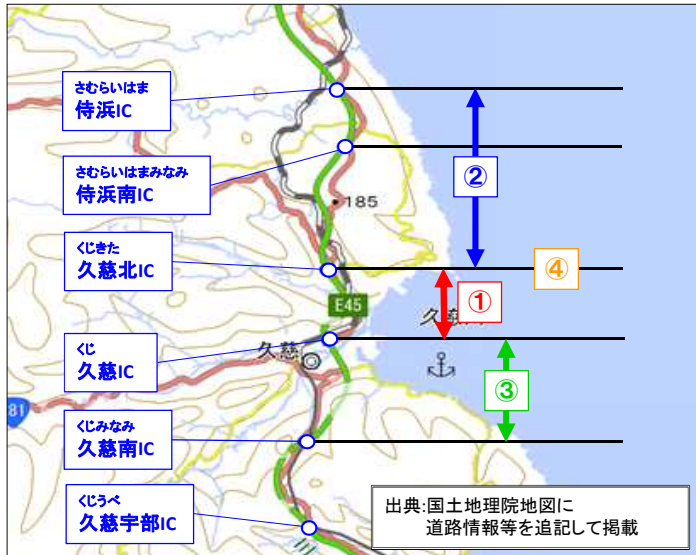 さむらいはま
侍浜IC
さむらいはまみなみ
侍浜南IC
②
185
くじきた
久慈北IC
④
E45
①
久慈
くじ
久慈IC
久慈
③
81
くじみなみ
久慈南IC
くじうべ
久慈宇部IC
出典:国土地理院地図に
道路情報等を追記して掲載